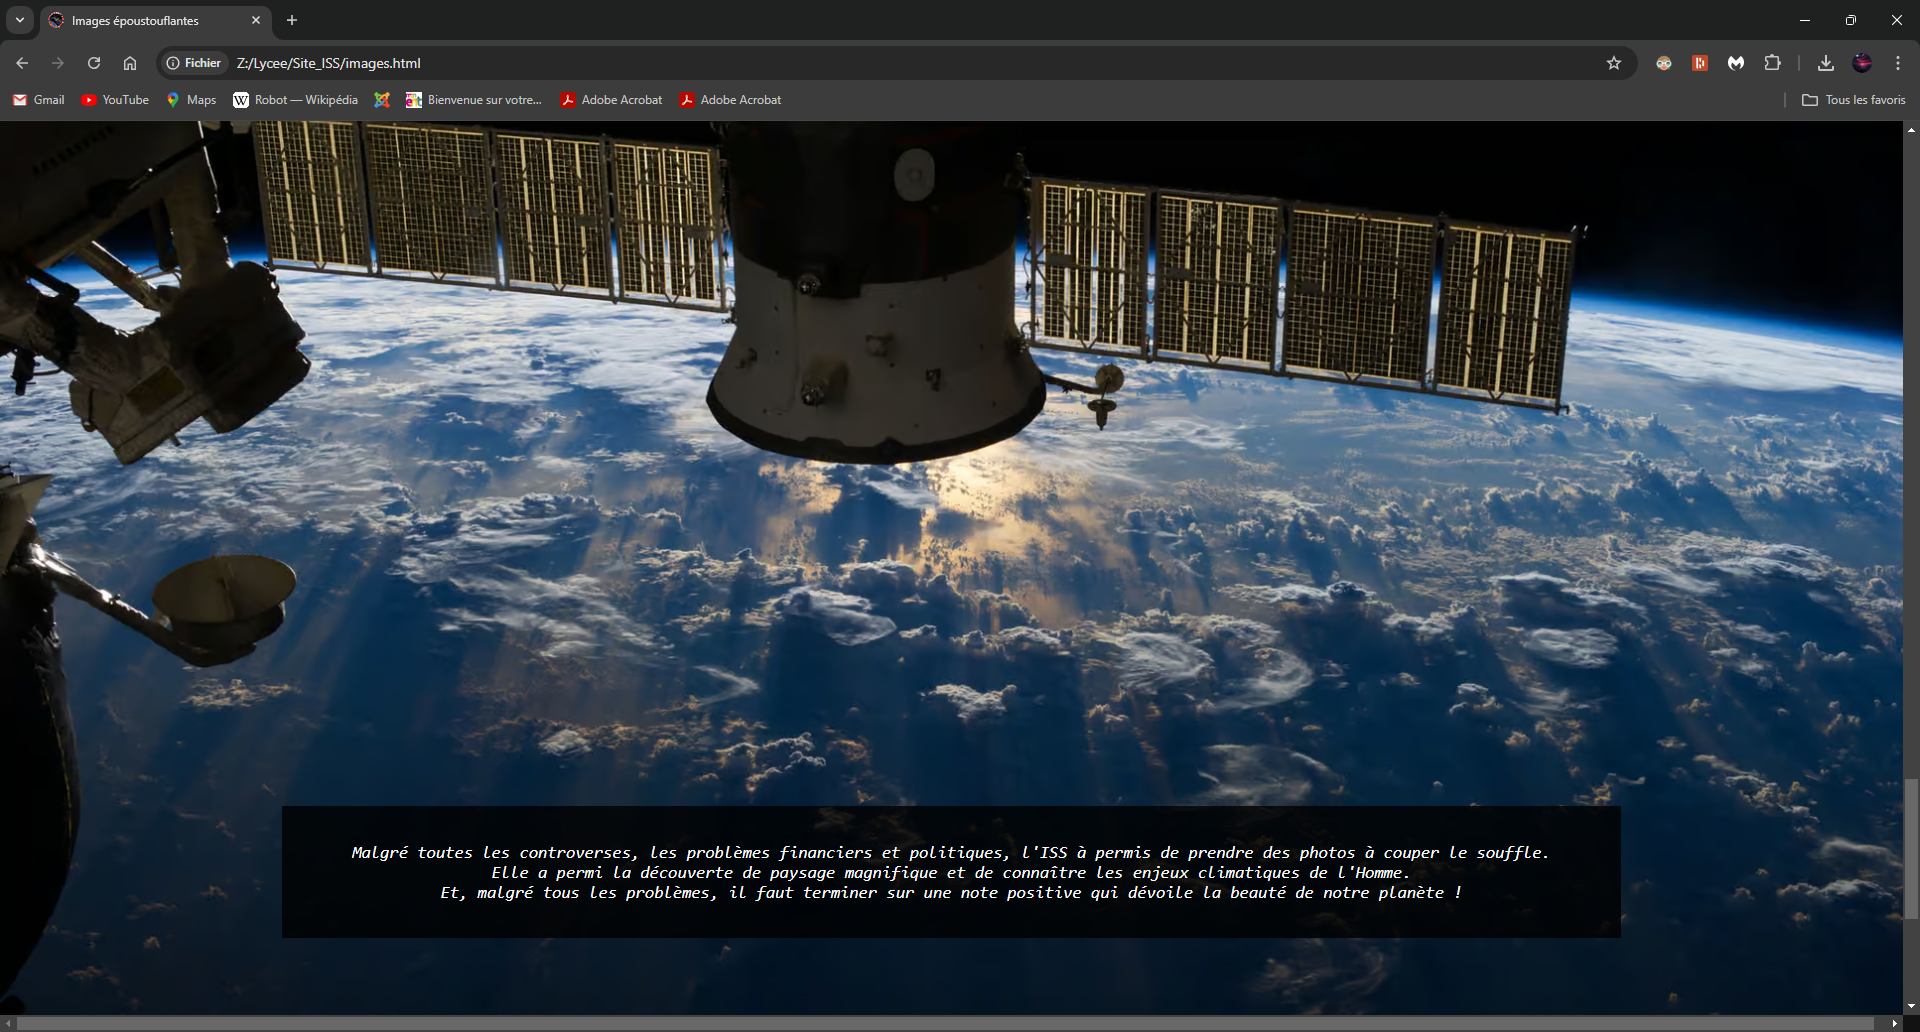 Images époustouflantes
Fichier
Z:/Lycee/Site_ISS/images.html
Gmail
YouTube
Maps
Robot — Wikipédia
Bienvenue sur votre...
Adobe Acrobat
Adobe Acrobat
Tous les favoris
Malgré toutes les controverses, les problèmes financiers et politiques, l'ISS à permis de prendre des photos à couper le souffle.
Elle a permi la découverte de paysage magnifique et de connaître les enjeux climatiques de l'Homme.
Et, malgré tous les problèmes, il faut terminer sur une note positive qui dévoile la beauté de notre planète !